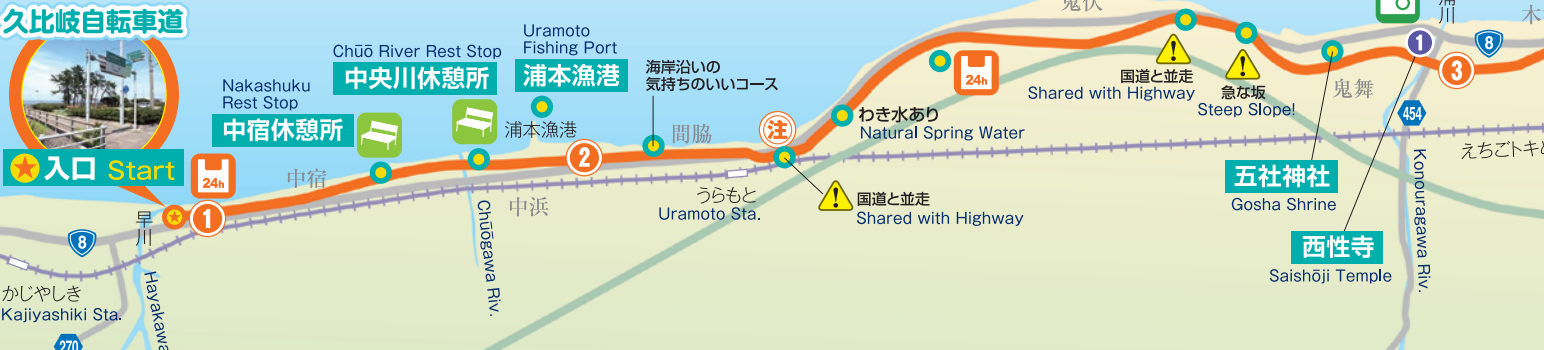 久比岐自転車道
入口 Start
24h
1
早川
8
かじやしき
Kajiyashiki Sta.
270
Hayakawa
Nakashuku
Rest Stop
中宿休憩所
中宿
Chūō River Rest Stop
中央川休憩所
中浜
Chūōgawa Riv.
Uramoto
Fishing Port
浦本漁港
浦本漁港
2
海岸沿いの
気持ちのいいコース
間脇
注
うらもと
Uramoto Sta.
国道と並走
Shared with Highway
わき水あり
Natural Spring Water
24h
鬼伏
国道と並走
Shared with Highway
急な坂
Steep Slope!
鬼舞
五社神社
Gosha Shrine
西性寺
Saishōji Temple
1
3
8
454
Konouragawa Riv.
えちごトキ
川
木